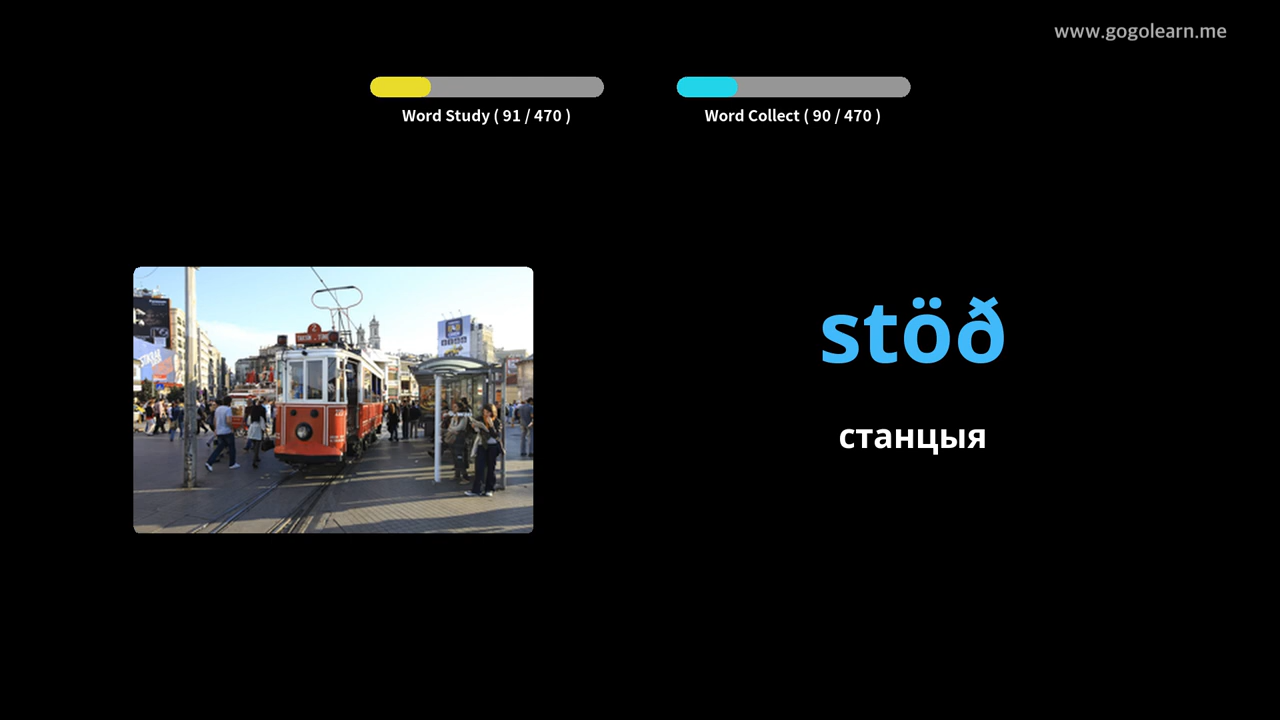 www.gogolearn.me
Word Study ( 91 / 470 )
Word Collect ( 90 / 470 )
stöð
станцыя